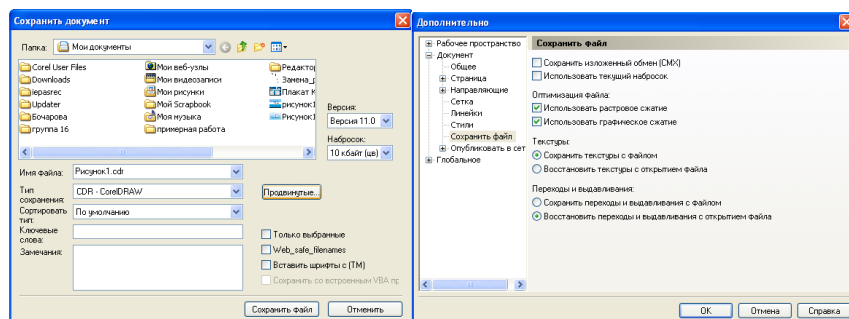 Сохранить документ
Папка: Мои документы
Corel User Files
Downloads
iepasrec
Updater
Бочарова
группа 16
Мои веб-узлы
Мои видеозаписи
Мои рисунки
Мой Scrapbook
Моя музыка
примерная работа
Редактор
Замена_р
Плакат К
рисунок1
Рисунок1
Версия:
Версия 11.0
Набросок:
10 кбайт (цв)
Имя файла: Рисунок1.cdr
Тип сохранения: CDR - CorelDRAW
Продвинутые...
Сортировать тип: По умолчанию
Ключевые слова:
Замечания:
Только выбранные
Web_safe_filenames
Вставить шрифты с (TM)
Сохранить со встроенным VBA пр
Сохранить файл
Отменить
Дополнительно
Рабочее пространство
Документ
Общее
Страница
Направляющие
Сетка
Линейки
Стили
Сохранить файл
Опубликовать в сет
Глобальное
Сохранить файл
Сохранить изложенный обмен (CMX)
Использовать текущий набросок
Оптимизация файла:
Использовать растровое сжатие
Использовать графическое сжатие
Текстуры:
Сохранить текстуры с файлом
Восстановить текстуры с открытием файла
Переходы и выдавливания:
Сохранить переходы и выдавливания с файлом
Восстановить переходы и выдавливания с открытием файла
OK
Отмена
Справка